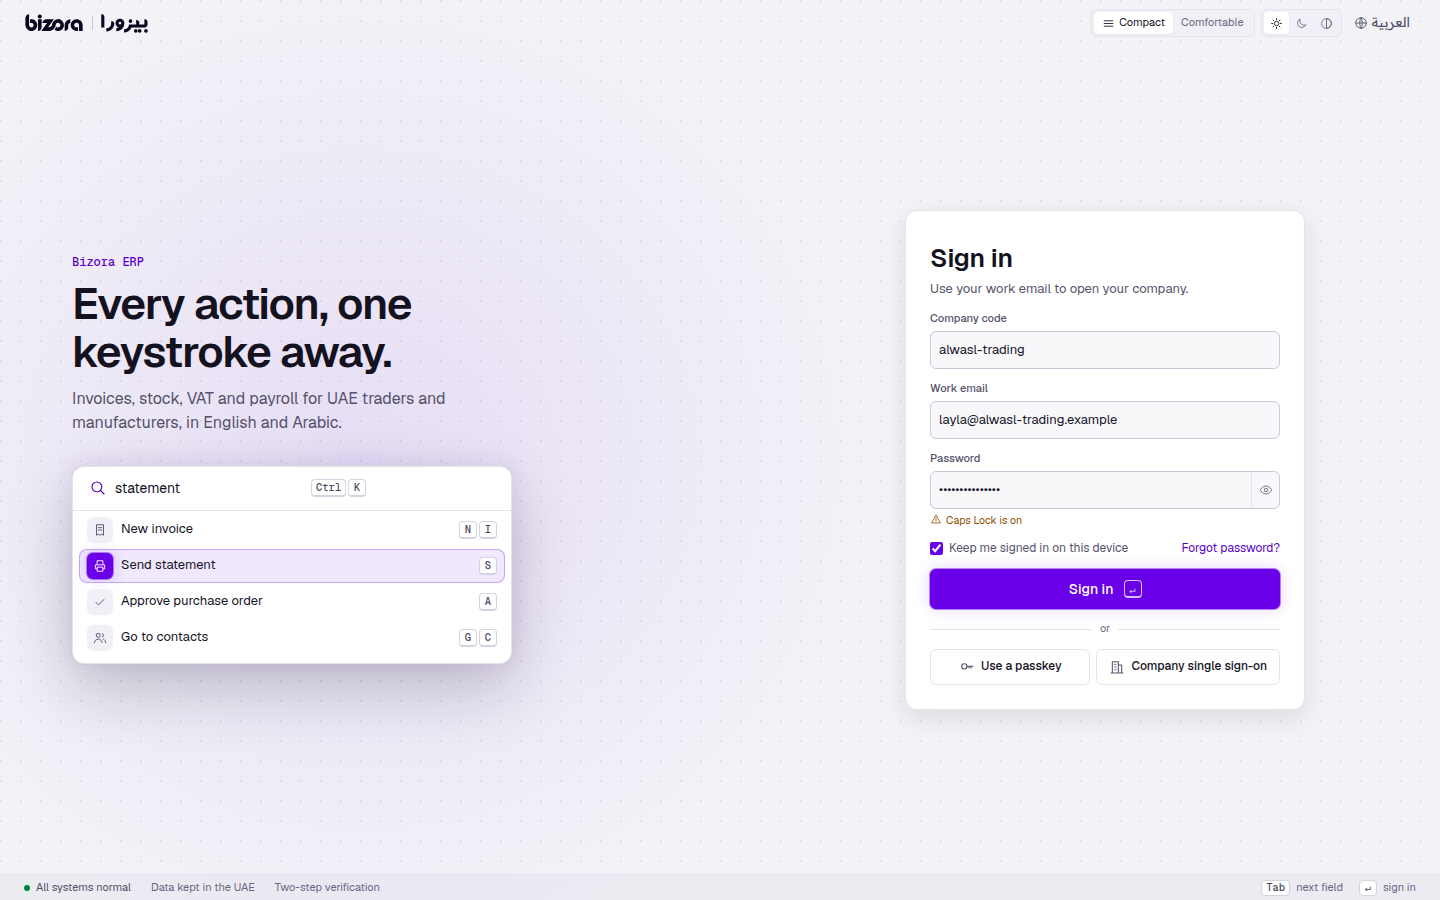 bizora | بيزورا
Compact Comfortable
العربية
Bizora ERP
Every action, one
keystroke away.
Invoices, stock, VAT and payroll for UAE traders and
manufacturers, in English and Arabic.
statement Ctrl K
New invoice N I
Send statement S
Approve purchase order A
Go to contacts G C
Sign in
Use your work email to open your company.
Company code
alwasl-trading
Work email
layla@alwasl-trading.example
Password
•••••••••••••••
Caps Lock is on
Keep me signed in on this device Forgot password?
Sign in ↵
or
Use a passkey Company single sign-on
All systems normal Data kept in the UAE Two-step verification
Tab next field ↵ sign in